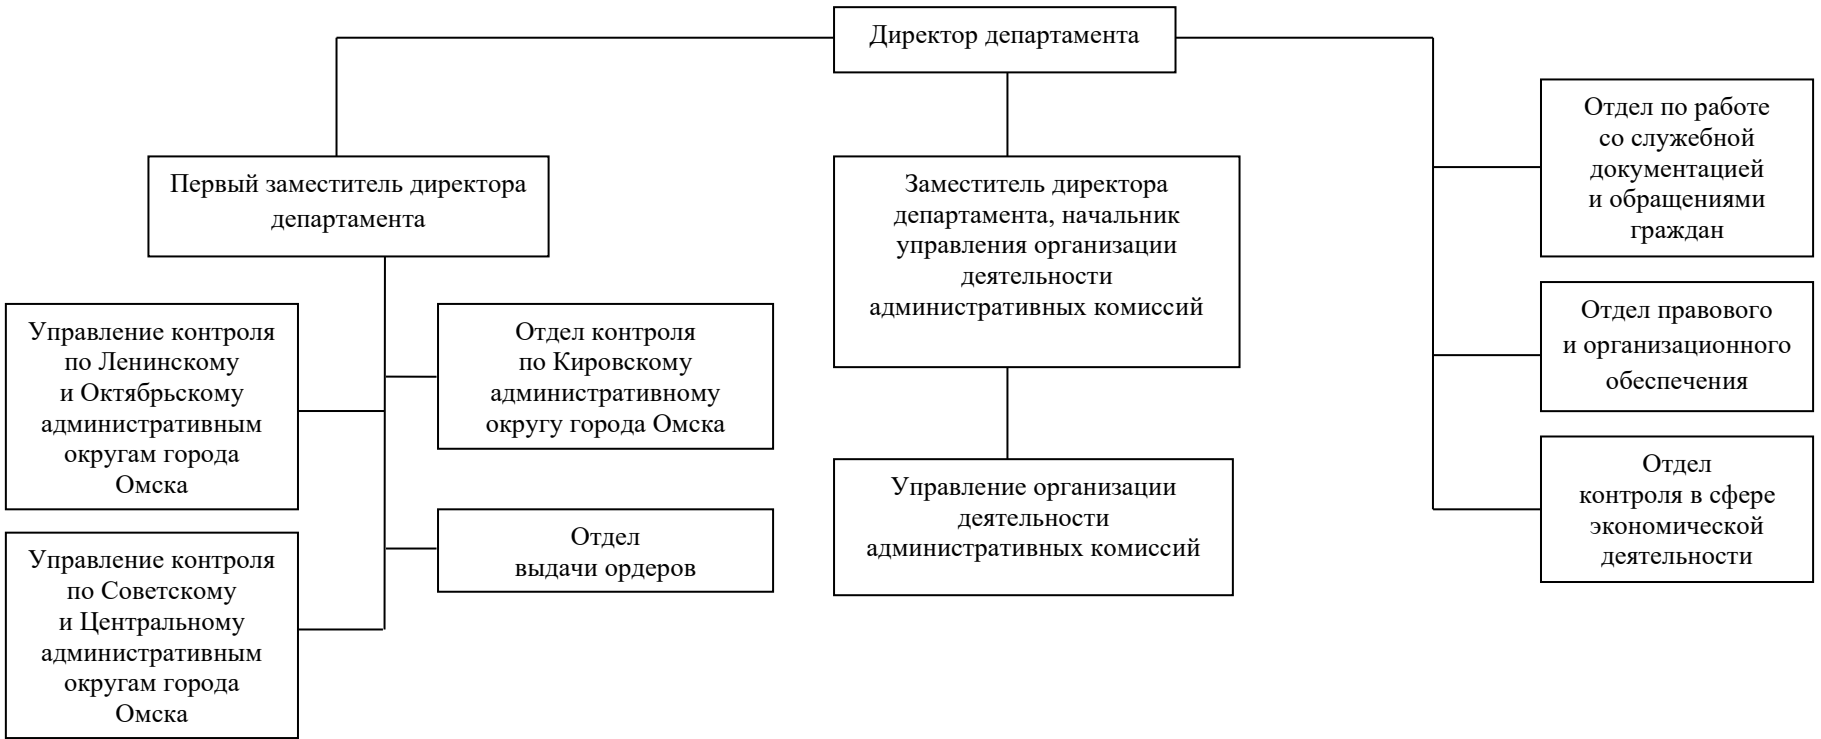 Директор департамента
Первый заместитель директора
департамента
Управление контроля
по Ленинскому
и Октябрьскому
административным
округам города
Омска
Управление контроля
по Советскому
и Центральному
административным
округам города
Омска
Отдел контроля
по Кировскому
административному
округу города Омска
Отдел
выдачи ордеров
Заместитель директора
департамента, начальник
управления организации
деятельности
административных комиссий
Управление организации
деятельности
административных комиссий
Отдел по работе
со служебной
документацией
и обращениями
граждан
Отдел правового
и организационного
обеспечения
Отдел
контроля в сфере
экономической
деятельности